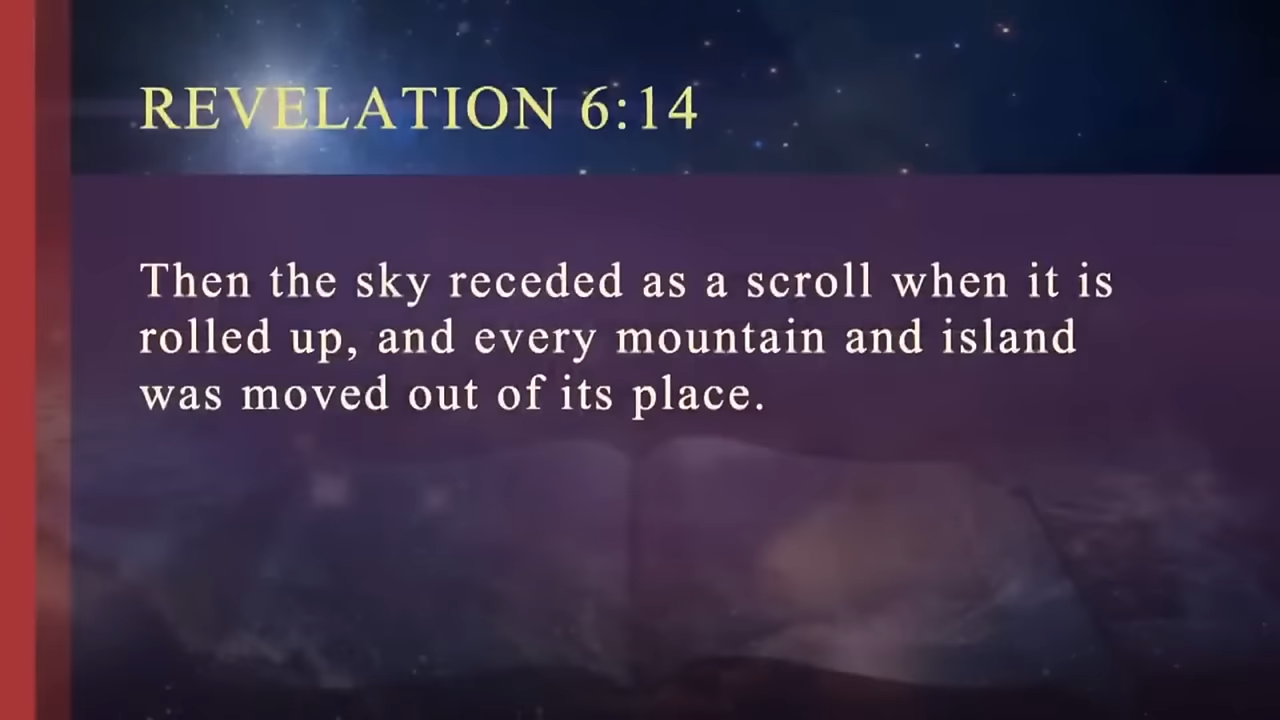 REVELATION 6:14
Then the sky receded as a scroll when it is
rolled up, and every mountain and island
was moved out of its place.